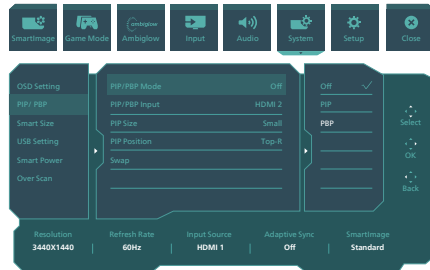 SmartImage Game Mode Ambiglow Input Audio System Setup Close
ambiglow
OSD Setting PIP/PBP Mode Off Off
PIP/ PBP PIP/PBP Input HDMI 2 PIP
Smart Size PIP Size Small PBP Select
USB Setting PIP Position Top-R
OK
Smart Power Swap
Over Scan
Back
Resolution Refresh Rate Input Source Adaptive Sync SmartImage
3440X1440 | 60Hz | HDMI 1 | Off | Standard